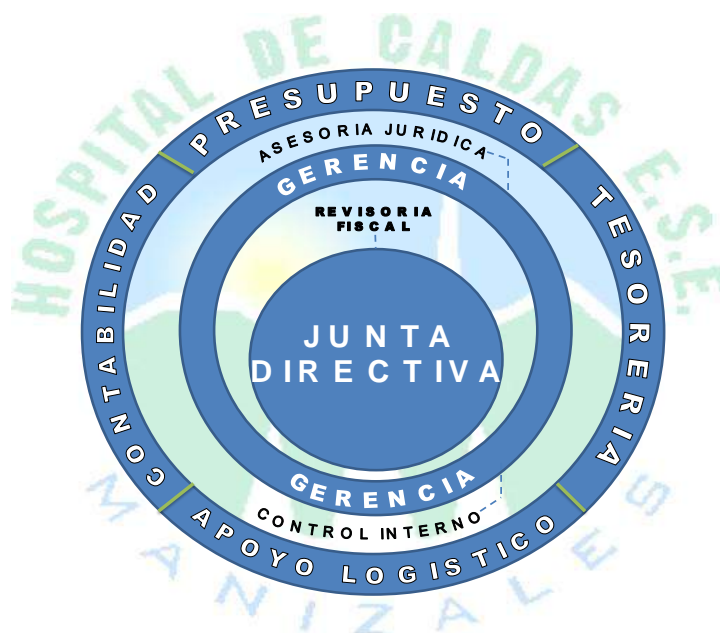 HOSPITAL DE CALDAS E.S.E.
PRESUPUESTO
ASESORIA JURIDICA
GERENCIA
REVISORIA
FISCAL
JUNTA
DIRECTIVA
CONTABILIDAD
TESORERIA
GERENCIA
CONTROL INTERNO
APOYO LOGISTICO
MANIZALES